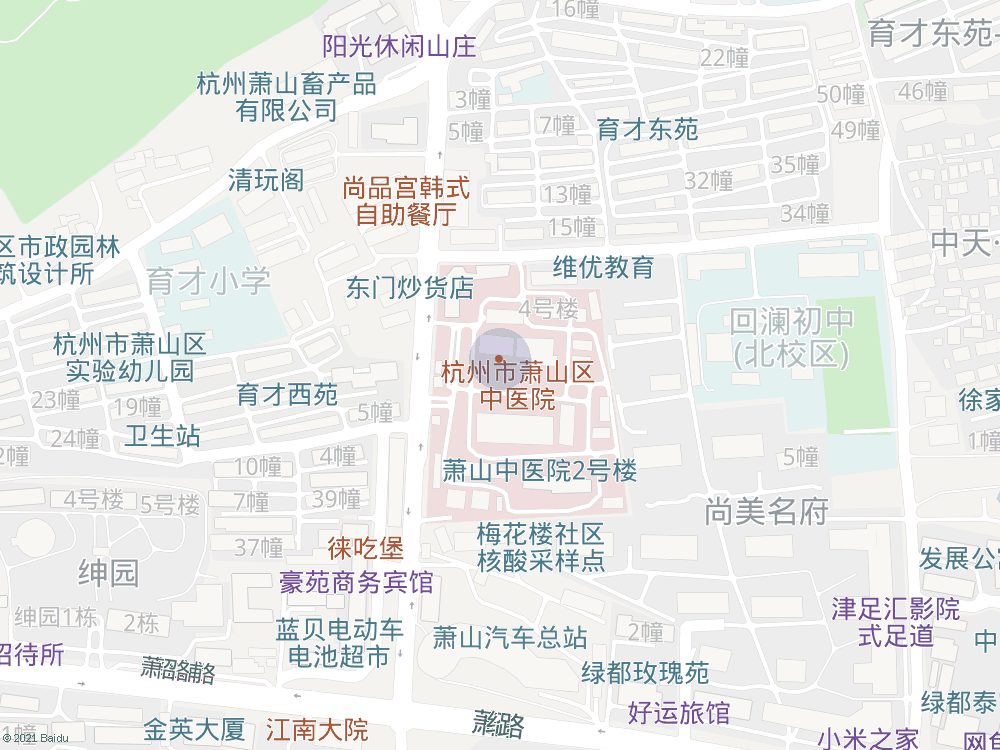 16幢
育才东苑
阳光休闲山庄
22幢
杭州萧山畜产品
有限公司
3幢
50幢
46幢
5幢
7幢
育才东苑
49幢
35幢
清玩阁
尚品宫韩式
自助餐厅
13幢
32幢
15幢
34幢
区市政园林
筑设计所
中天·
育才小学
东门炒货店
维优教育
4号楼
回澜初中
(北校区)
杭州市萧山区
实验幼儿园
杭州市萧山区
中医院
23幢
19幢
育才西苑
5幢
徐家
24幢
卫生站
2幢
1幢
10幢
4幢
萧山中医院2号楼
5幢
4号楼
5号楼
7幢
39幢
尚美名府
37幢
徕吃堡
梅花楼社区
核酸采样点
绅园
豪苑商务宾馆
发展公寓
绅园1栋
2栋
津足汇影院
式足道
蓝贝电动车
电池超市
萧山汽车总站
2幢
中
招待所
萧绍路辅路
绿都玫瑰苑
绿都泰
1幢
金英大厦
江南大院
萧绍路
好运旅馆
小米之家
网台
© 2021 Baidu